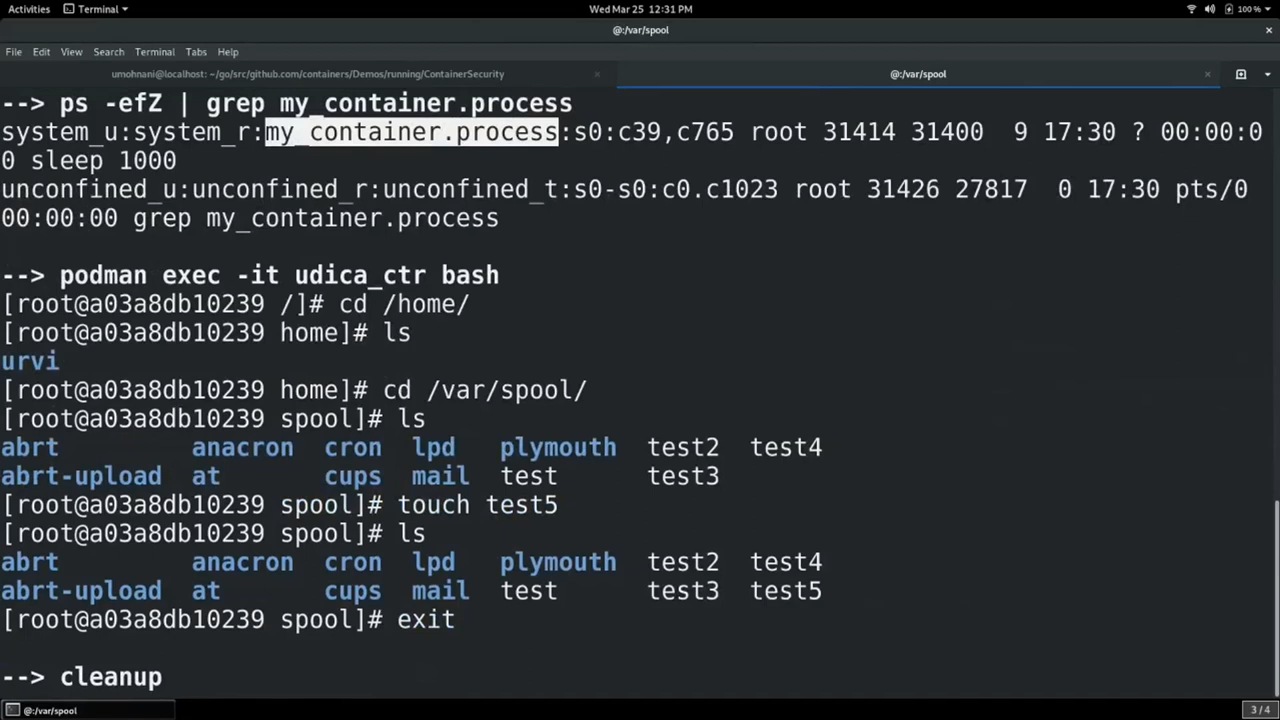 Activities Terminal Wed Mar 25 12:31 PM 100 %
@:/var/spool
File Edit View Search Terminal Tabs Help
umohnani@localhost: ~/go/src/github.com/containers/Demos/running/ContainerSecurity @:/var/spool
--> ps -efZ | grep my_container.process
system_u:system_r:my_container.process:s0:c39,c765 root 31414 31400  9 17:30 ? 00:00:0
0 sleep 1000
unconfined_u:unconfined_r:unconfined_t:s0-s0:c0.c1023 root 31426 27817  0 17:30 pts/0
00:00:00 grep my_container.process
--> podman exec -it udica_ctr bash
[root@a03a8db10239 /]# cd /home/
[root@a03a8db10239 home]# ls
urvi
[root@a03a8db10239 home]# cd /var/spool/
[root@a03a8db10239 spool]# ls
abrt anacron cron lpd plymouth test2 test4
abrt-upload at cups mail test test3
[root@a03a8db10239 spool]# touch test5
[root@a03a8db10239 spool]# ls
abrt anacron cron lpd plymouth test2 test4
abrt-upload at cups mail test test3 test5
[root@a03a8db10239 spool]# exit
--> cleanup
@:/var/spool 3 / 4